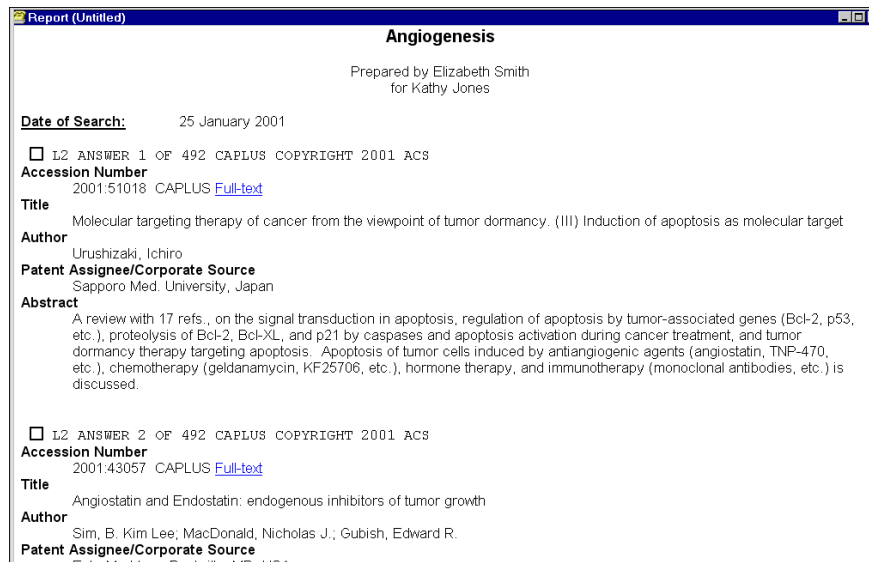 Report (Untitled)
Angiogenesis
Prepared by Elizabeth Smith
for Kathy Jones
Date of Search: 25 January 2001
L2 ANSWER 1 OF 492 CAPLUS COPYRIGHT 2001 ACS
Accession Number
2001:51018 CAPLUS Full-text
Title
Molecular targeting therapy of cancer from the viewpoint of tumor dormancy. (III) Induction of apoptosis as molecular target
Author
Urushizaki, Ichiro
Patent Assignee/Corporate Source
Sapporo Med. University, Japan
Abstract
A review with 17 refs., on the signal transduction in apoptosis, regulation of apoptosis by tumor-associated genes (Bcl-2, p53,
etc.), proteolysis of Bcl-2, Bcl-XL, and p21 by caspases and apoptosis activation during cancer treatment, and tumor
dormancy therapy targeting apoptosis. Apoptosis of tumor cells induced by antiangiogenic agents (angiostatin, TNP-470,
etc.), chemotherapy (geldanamycin, KF25706, etc.), hormone therapy, and immunotherapy (monoclonal antibodies, etc.) is
discussed.
L2 ANSWER 2 OF 492 CAPLUS COPYRIGHT 2001 ACS
Accession Number
2001:43057 CAPLUS Full-text
Title
Angiostatin and Endostatin: endogenous inhibitors of tumor growth
Author
Sim, B. Kim Lee; MacDonald, Nicholas J.; Gubish, Edward R.
Patent Assignee/Corporate Source